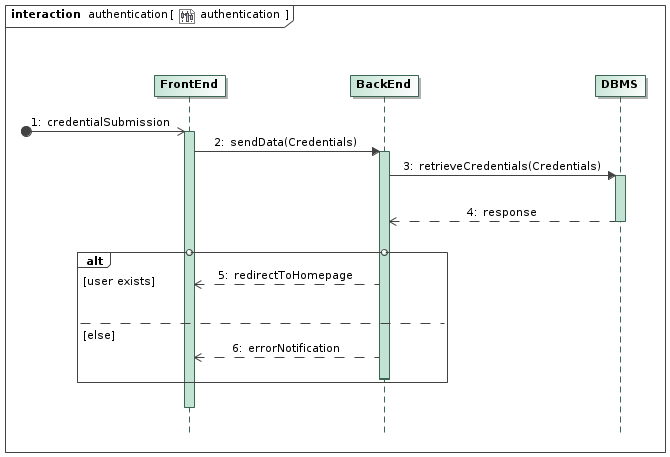 interaction authentication [ authentication ]
FrontEnd
BackEnd
DBMS
1: credentialSubmission
2: sendData(Credentials)
3: retrieveCredentials(Credentials)
4: response
alt
5: redirectToHomepage
[user exists]
[else]
6: errorNotification